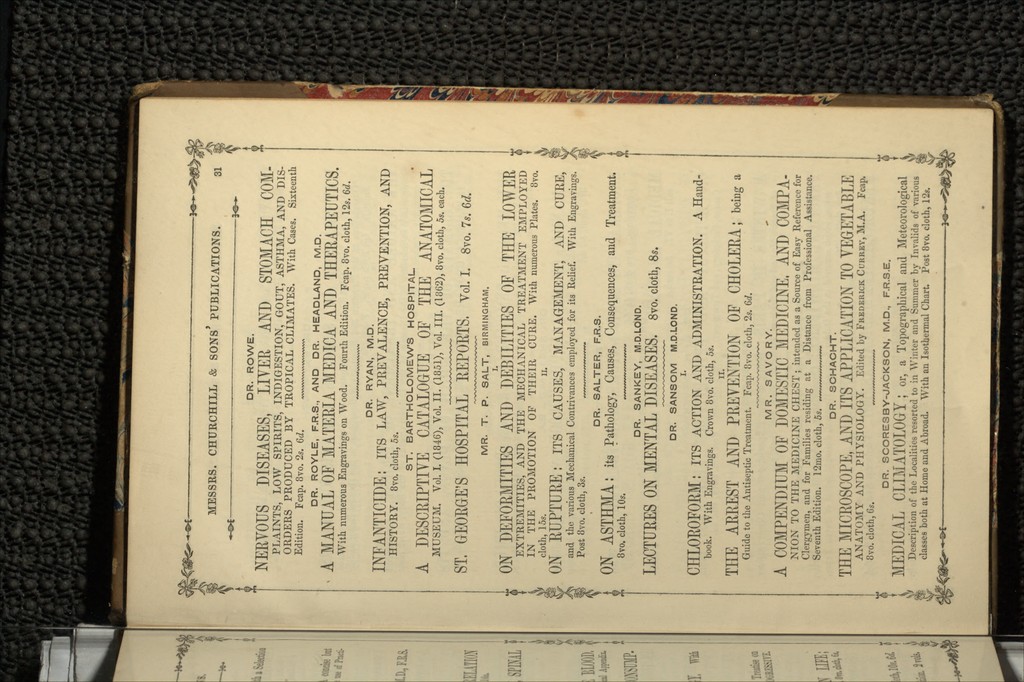 MESSRS. CHURCHILL & SONS' PUBLICATIONS. 31
DR. ROWE.
NERVOUS DISEASES, LIVER AND STOMACH COM-
PLAINTS, LOW SPIRITS, INDIGESTION, GOUT, ASTHMA, AND DIS-
ORDERS PRODUCED BY TROPICAL CLIMATES. With Cases. Sixteenth
Edition. Fcap. 8vo. 2s. 6d.
DR. ROYLE, F.R.S., AND DR. HEADLAND, M.D.
A MANUAL OF MATERIA MEDICA AND THERAPEUTICS.
With numerous Engravings on Wood. Fourth Edition. Fcap. 8vo. cloth, 12s. 6d.
DR. RYAN, M.D.
INFANTICIDE: ITS LAW, PREVALENCE, PREVENTION, AND
HISTORY. 8vo. cloth, 5s.
ST. BARTHOLOMEW'S HOSPITAL
A DESCRIPTIVE CATALOGUE OF THE ANATOMICAL
MUSEUM. Vol. I. (1846), Vol. II. (1851), Vol. III. (1862), 8vo. cloth, 5s. each.
ST. GEORGE'S HOSPITAL REPORTS. Vol. I. 8vo. 7s. 6d.
MR. T. P. SALT, BIRMINGHAM.
I.
ON DEFORMITIES AND DEBILITIES OF THE LOWER
EXTREMITIES, AND THE MECHANICAL TREATMENT EMPLOYED
IN THE PROMOTION OF THEIR CURE. With numerous Plates. 8vo.
cloth, 15s.
II.
ON RUPTURE: ITS CAUSES, MANAGEMENT, AND CURE,
and the various Mechanical Contrivances employed for its Relief. With Engravings.
Post 8vo. cloth, 3s.
DR. SALTER, F.R.S.
ON ASTHMA: its Pathology, Causes, Consequences, and Treatment.
8vo. cloth, 10s.
DR. SANKEY, M.D.LOND.
LECTURES ON MENTAL DISEASES. 8vo. cloth, 8s.
DR. SANSOM M.D.LOND.
I.
CHLOROFORM: ITS ACTION AND ADMINISTRATION. A Hand-
book. With Engravings. Crown 8vo. cloth, 5s.
II.
THE ARREST AND PREVENTION OF CHOLERA; being a
Guide to the Antiseptic Treatment. Fcap. 8vo. cloth, 2s. 6d.
MR. SAVORY.
A COMPENDIUM OF DOMESTIC MEDICINE, AND COMPA-
NION TO THE MEDICINE CHEST; intended as a Source of Easy Reference for
Clergymen, and for Families residing at a Distance from Professional Assistance.
Seventh Edition. 12mo. cloth, 5s.
DR. SCHACHT.
THE MICROSCOPE, AND ITS APPLICATION TO VEGETABLE
ANATOMY AND PHYSIOLOGY. Edited by FREDERICK CURREY, M.A. Fcap.
8vo. cloth, 6s.
DR. SCORESBY-JACKSON, M.D., F.R.S.E.
MEDICAL CLIMATOLOGY; or, a Topographical and Meteorological
Description of the Localities resorted to in Winter and Summer by Invalids of various
classes both at Home and Abroad. With an Isothermal Chart. Post 8vo. cloth, 12s.